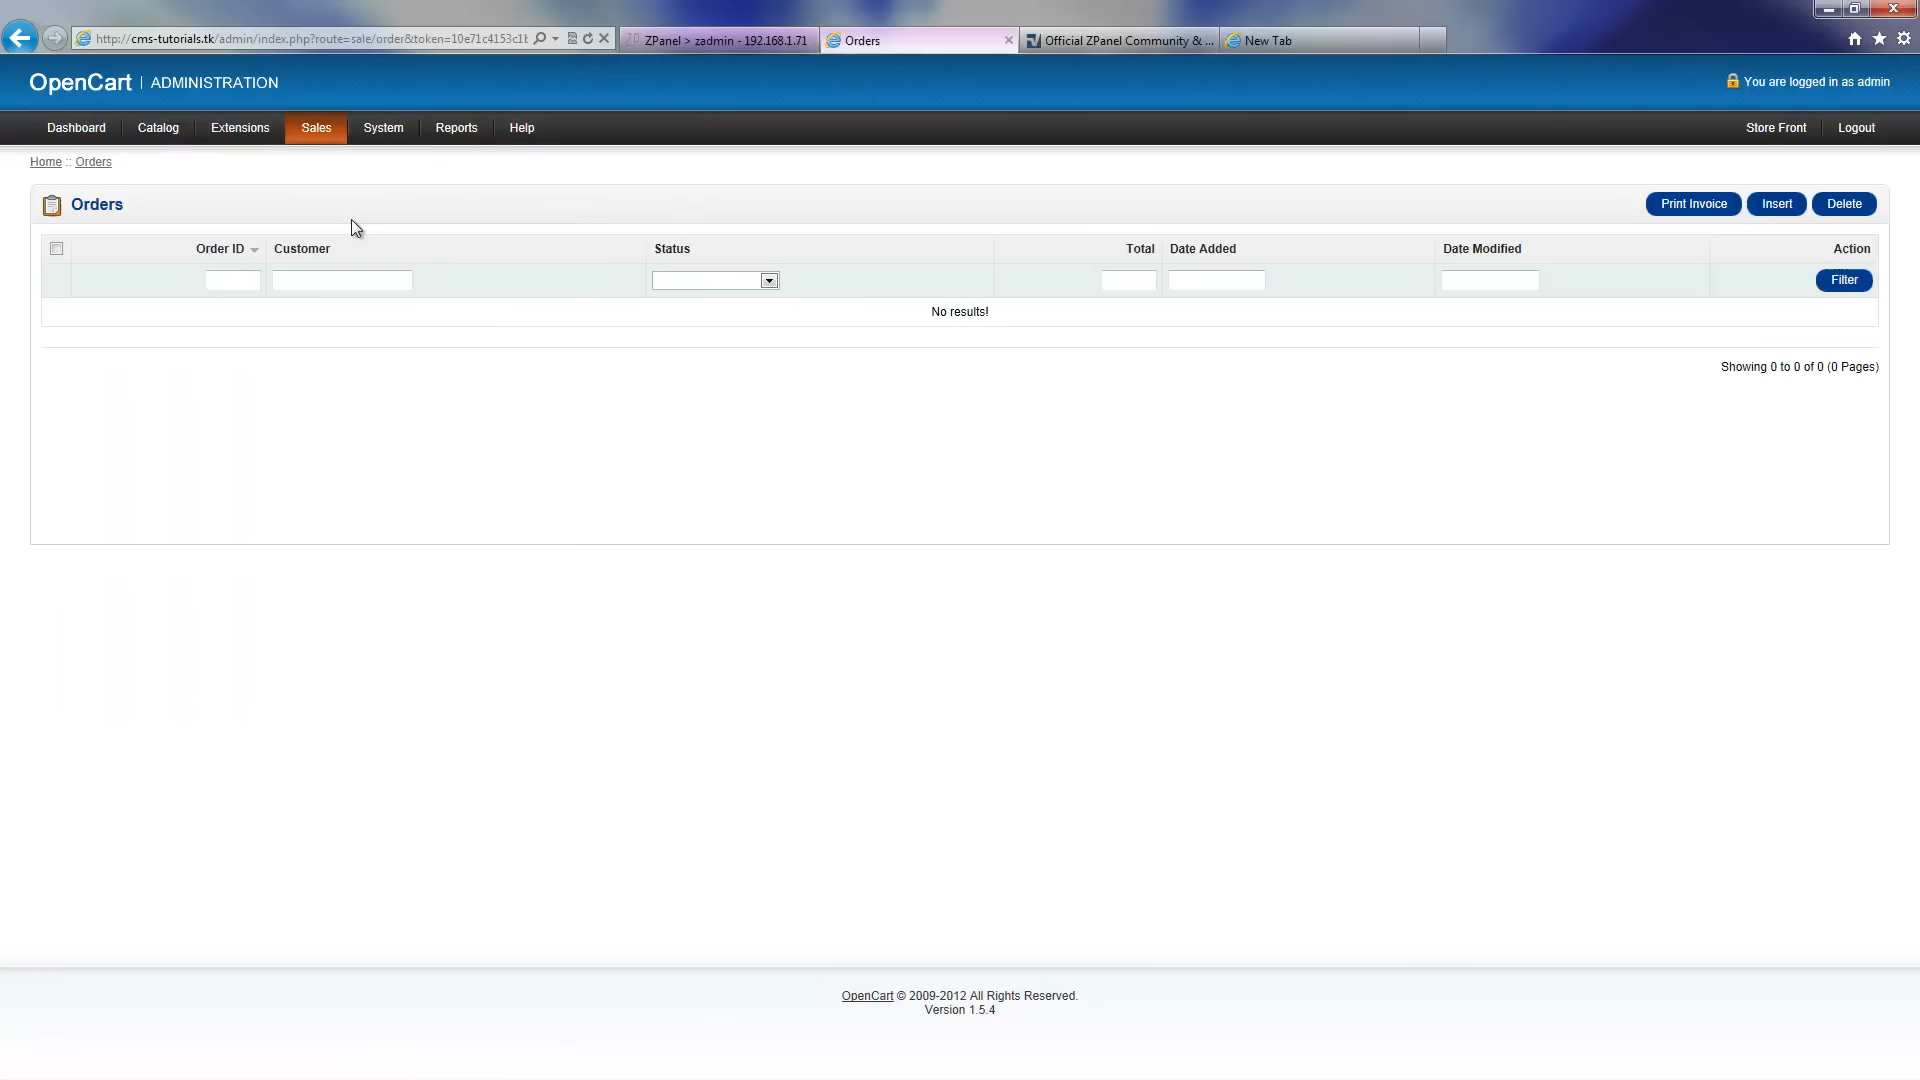 http://cms-tutorials.tk/admin/index.php?route=sale/order&token=10e71c4153c1b
ZPanel > zadmin - 192.168.1.71
Orders
Official ZPanel Community & ...
New Tab
OpenCart | ADMINISTRATION
You are logged in as admin
Dashboard
Catalog
Extensions
Sales
System
Reports
Help
Store Front
Logout
Home :: Orders
Orders
Print Invoice
Insert
Delete
Order ID
Customer
Status
Total
Date Added
Date Modified
Action
Filter
No results!
Showing 0 to 0 of 0 (0 Pages)
OpenCart © 2009-2012 All Rights Reserved.
Version 1.5.4